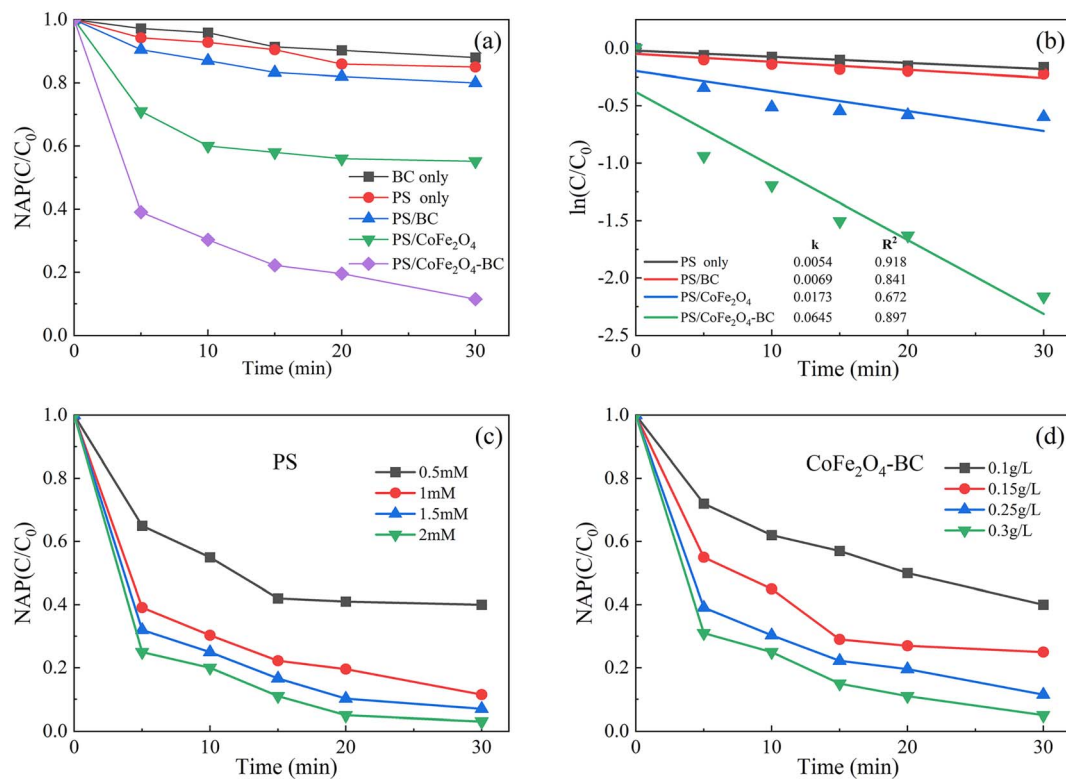 (a)
NAP(C/C₀)
1.0
0.8
0.6
0.4
0.2
0.0
BC only
PS only
PS/BC
PS/CoFe₂O₄
PS/CoFe₂O₄-BC
0 10 20 30
Time (min)
(b)
ln(C/C₀)
0.0
-0.5
-1.0
-1.5
-2.0
-2.5
k R²
PS only 0.0054 0.918
PS/BC 0.0069 0.841
PS/CoFe₂O₄ 0.0173 0.672
PS/CoFe₂O₄-BC 0.0645 0.897
0 10 20 30
Time (min)
(c)
PS
NAP(C/C₀)
1.0
0.8
0.6
0.4
0.2
0.0
0.5mM
1mM
1.5mM
2mM
0 10 20 30
Time (min)
(d)
CoFe₂O₄-BC
NAP(C/C₀)
1.0
0.8
0.6
0.4
0.2
0.0
0.1g/L
0.15g/L
0.25g/L
0.3g/L
0 10 20 30
Time (min)